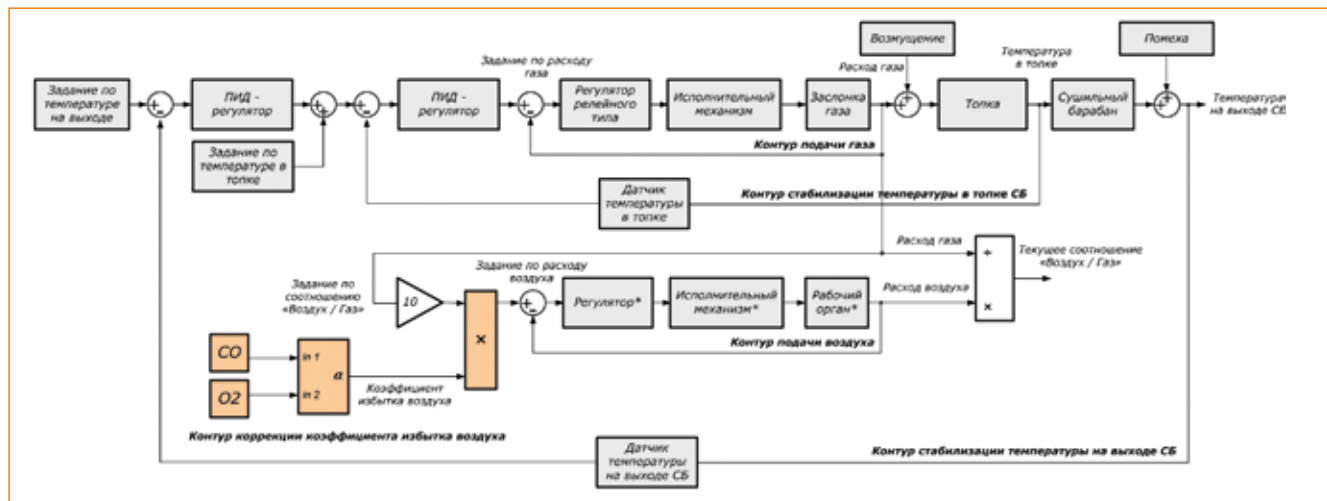 Возмущение
Помеха
Задание по расходу
газа
Расход газа
Температура
в топке
Задание по
температуре
на выходе
ПИД -
регулятор
ПИД -
регулятор
Регулятор
релейного
типа
Исполнительный
механизм
Заслонка
газа
Топка
Сушильный
барабан
Температура
на выходе СБ
Контур подачи газа
Задание по
температуре в
топке
Датчик
температуры
в топке
Контур стабилизации температуры в топке СБ
Задание по
соотношению
«Воздух / Газ»
10
Задание по расходу
воздуха
Регулятор*
Исполнительный
механизм*
Рабочий
орган*
Расход газа
Расход воздуха
÷
×
Текущее соотношение
«Воздух / Газ»
×
Контур подачи воздуха
CO
O2
in 1
in 2
α
Коэффициент
избытка воздуха
Контур коррекции коэффициента избытка воздуха
Датчик
температуры
на выходе СБ
Контур стабилизации температуры на выходе СБ